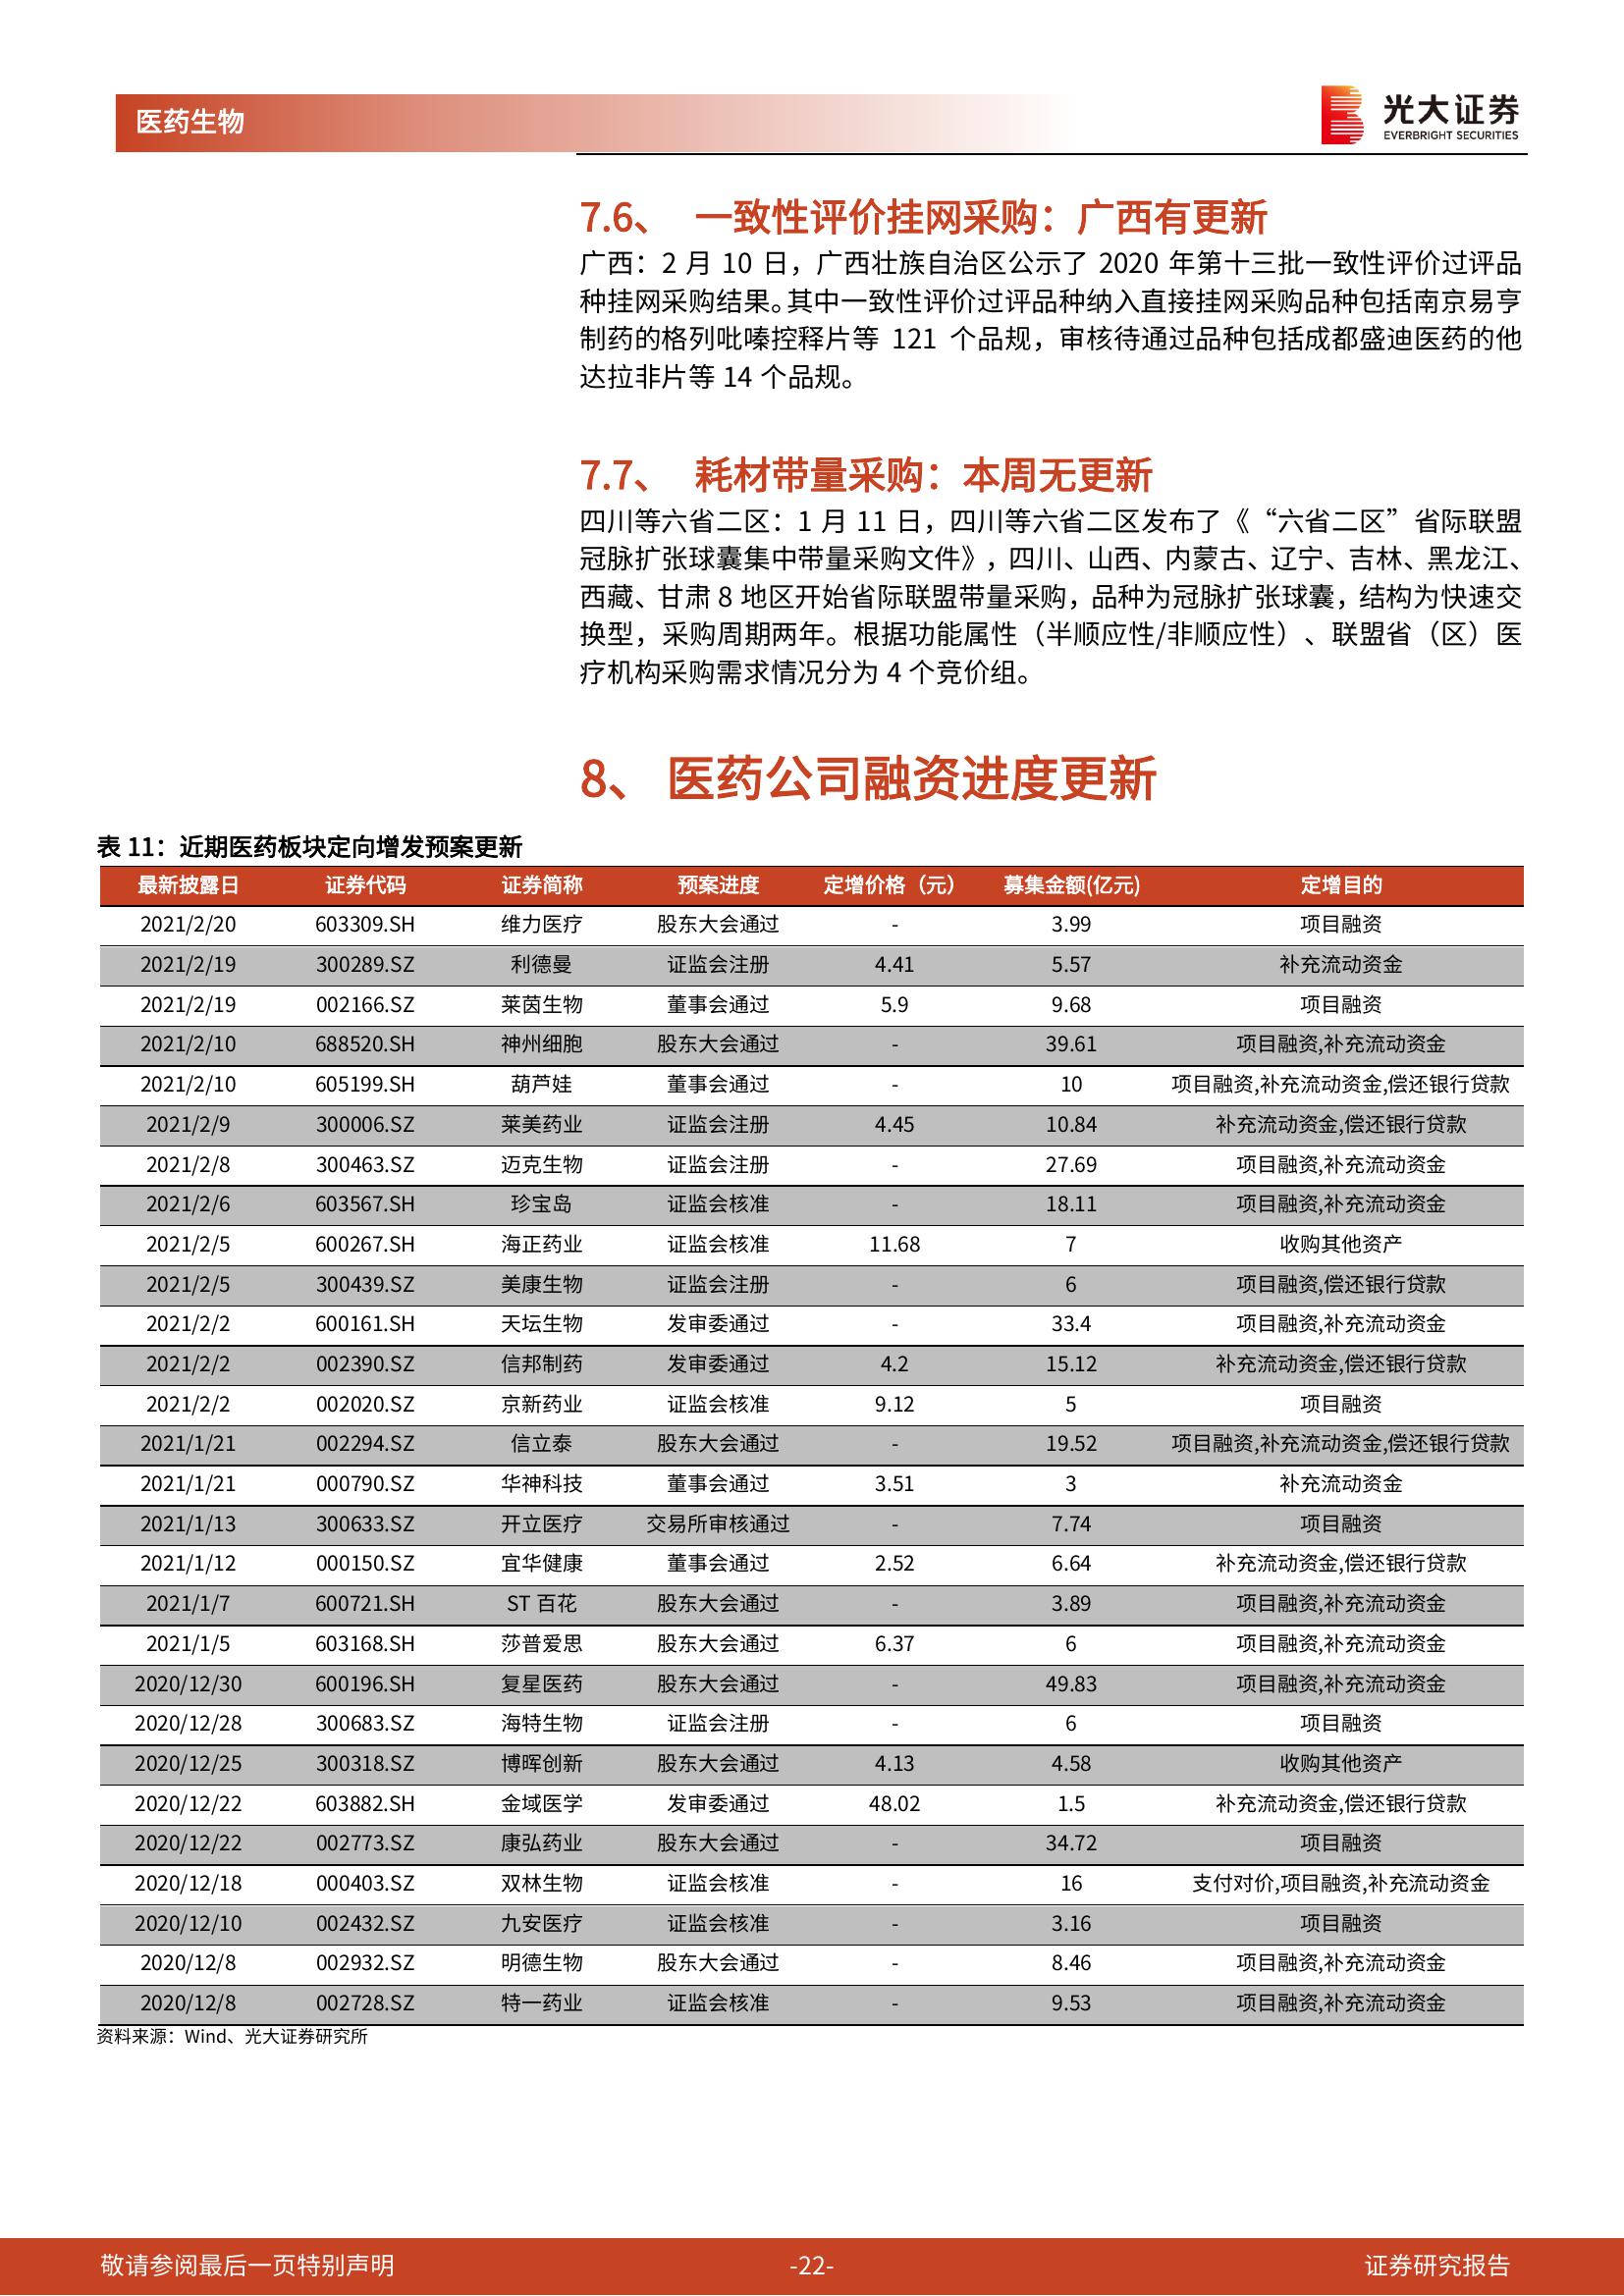 医药生物
光大证券
EVERBRIGHT SECURITIES
7.6、 一致性评价挂网采购：广西有更新
广西：2 月 10 日，广西壮族自治区公示了 2020 年第十三批一致性评价过评品
种挂网采购结果。其中一致性评价过评品种纳入直接挂网采购品种包括南京易亨
制药的格列吡嗪控释片等 121 个品规，审核待通过品种包括成都盛迪医药的他
达拉非片等 14 个品规。
7.7、 耗材带量采购：本周无更新
四川等六省二区：1 月 11 日，四川等六省二区发布了《“六省二区”省际联盟
冠脉扩张球囊集中带量采购文件》，四川、山西、内蒙古、辽宁、吉林、黑龙江、
西藏、甘肃 8 地区开始省际联盟带量采购，品种为冠脉扩张球囊，结构为快速交
换型，采购周期两年。根据功能属性（半顺应性/非顺应性）、联盟省（区）医
疗机构采购需求情况分为 4 个竞价组。
8、 医药公司融资进度更新
表 11：近期医药板块定向增发预案更新
最新披露日 证券代码 证券简称 预案进度 定增价格（元） 募集金额(亿元) 定增目的
2021/2/20 603309.SH 维力医疗 股东大会通过 - 3.99 项目融资
2021/2/19 300289.SZ 利德曼 证监会注册 4.41 5.57 补充流动资金
2021/2/19 002166.SZ 莱茵生物 董事会通过 5.9 9.68 项目融资
2021/2/10 688520.SH 神州细胞 股东大会通过 - 39.61 项目融资,补充流动资金
2021/2/10 605199.SH 葫芦娃 董事会通过 - 10 项目融资,补充流动资金,偿还银行贷款
2021/2/9 300006.SZ 莱美药业 证监会注册 4.45 10.84 补充流动资金,偿还银行贷款
2021/2/8 300463.SZ 迈克生物 证监会注册 - 27.69 项目融资,补充流动资金
2021/2/6 603567.SH 珍宝岛 证监会核准 - 18.11 项目融资,补充流动资金
2021/2/5 600267.SH 海正药业 证监会核准 11.68 7 收购其他资产
2021/2/5 300439.SZ 美康生物 证监会注册 - 6 项目融资,偿还银行贷款
2021/2/2 600161.SH 天坛生物 发审委通过 - 33.4 项目融资,补充流动资金
2021/2/2 002390.SZ 信邦制药 发审委通过 4.2 15.12 补充流动资金,偿还银行贷款
2021/2/2 002020.SZ 京新药业 证监会核准 9.12 5 项目融资
2021/1/21 002294.SZ 信立泰 股东大会通过 - 19.52 项目融资,补充流动资金,偿还银行贷款
2021/1/21 000790.SZ 华神科技 董事会通过 3.51 3 补充流动资金
2021/1/13 300633.SZ 开立医疗 交易所审核通过 - 7.74 项目融资
2021/1/12 000150.SZ 宜华健康 董事会通过 2.52 6.64 补充流动资金,偿还银行贷款
2021/1/7 600721.SH ST 百花 股东大会通过 - 3.89 项目融资,补充流动资金
2021/1/5 603168.SH 莎普爱思 股东大会通过 6.37 6 项目融资,补充流动资金
2020/12/30 600196.SH 复星医药 股东大会通过 - 49.83 项目融资,补充流动资金
2020/12/28 300683.SZ 海特生物 证监会注册 - 6 项目融资
2020/12/25 300318.SZ 博晖创新 股东大会通过 4.13 4.58 收购其他资产
2020/12/22 603882.SH 金域医学 发审委通过 48.02 1.5 补充流动资金,偿还银行贷款
2020/12/22 002773.SZ 康弘药业 股东大会通过 - 34.72 项目融资
2020/12/18 000403.SZ 双林生物 证监会核准 - 16 支付对价,项目融资,补充流动资金
2020/12/10 002432.SZ 九安医疗 证监会核准 - 3.16 项目融资
2020/12/8 002932.SZ 明德生物 股东大会通过 - 8.46 项目融资,补充流动资金
2020/12/8 002728.SZ 特一药业 证监会核准 - 9.53 项目融资,补充流动资金
资料来源：Wind、光大证券研究所
敬请参阅最后一页特别声明 -22- 证券研究报告